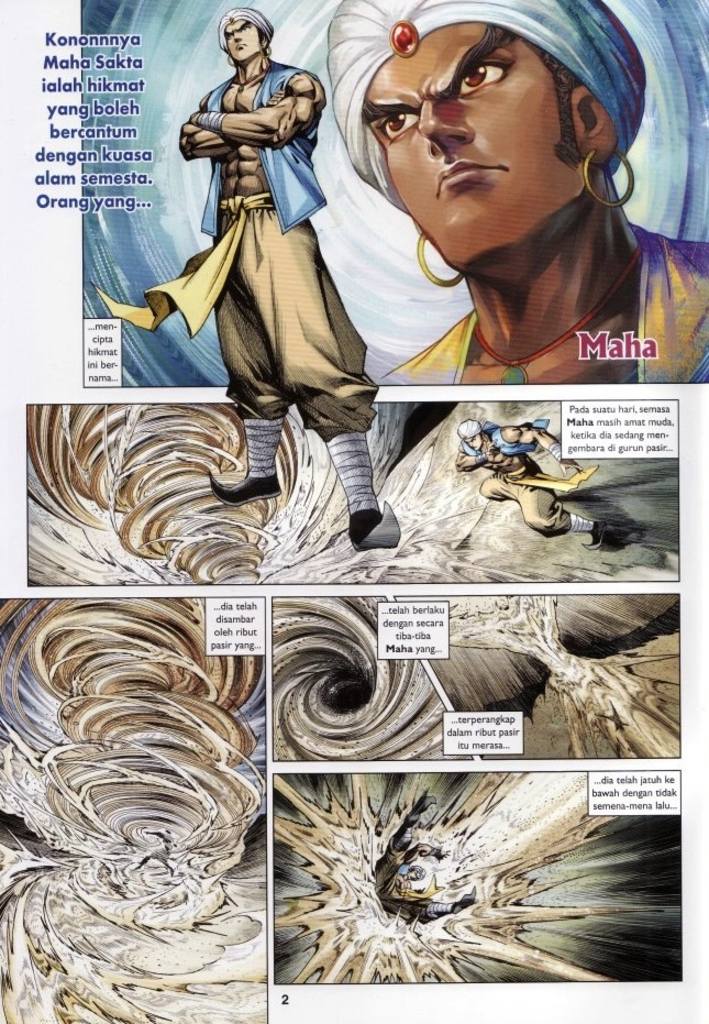 Kononnnya
Maha Sakta
ialah hikmat
yang boleh
bercantum
dengan kuasa
alam semesta.
Orang yang...
...men-
cipta
hikmat
ini ber-
nama...
Maha
Pada suatu hari, semasa
Maha masih amat muda,
ketika dia sedang men-
gembara di gurun pasir...
...dia telah
disambar
oleh ribut
pasir yang...
...telah berlaku
dengan secara
tiba-tiba
Maha yang...
...terperangkap
dalam ribut pasir
itu merasa...
...dia telah jatuh ke
bawah dengan tidak
semena-mena lalu...
2